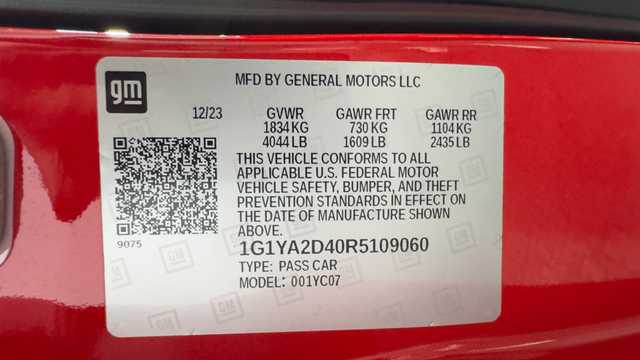 gm
MFD BY GENERAL MOTORS LLC
12/23 GVWR GAWR FRT GAWR RR
1834 KG 730 KG 1104 KG
4044 LB 1609 LB 2435 LB
THIS VEHICLE CONFORMS TO ALL
APPLICABLE U.S. FEDERAL MOTOR
VEHICLE SAFETY, BUMPER, AND THEFT
PREVENTION STANDARDS IN EFFECT ON
THE DATE OF MANUFACTURE SHOWN
ABOVE.
9075
1G1YA2D40R5109060
TYPE: PASS CAR
MODEL: 001YC07